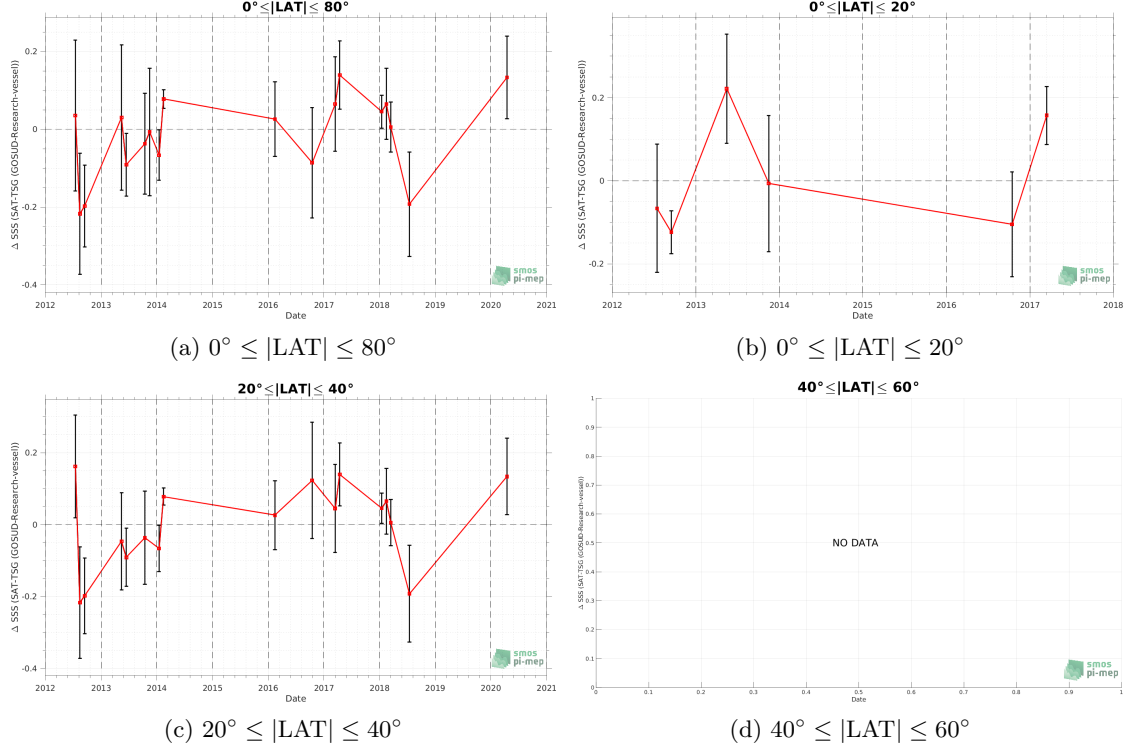 0°≤|LAT|≤ 80°
Δ SSS (SAT-TSG (GOSUD-Research-vessel))
0.2
0
-0.2
-0.4
2012 2013 2014 2015 2016 2017 2018 2019 2020 2021
Date
smos
pi-mep
(a) 0° ≤ |LAT| ≤ 80°
0°≤|LAT|≤ 20°
Δ SSS (SAT-TSG (GOSUD-Research-vessel))
0.2
0
-0.2
2012 2013 2014 2015 2016 2017 2018
Date
smos
pi-mep
(b) 0° ≤ |LAT| ≤ 20°
20°≤|LAT|≤ 40°
Δ SSS (SAT-TSG (GOSUD-Research-vessel))
0.2
0
-0.2
-0.4
2012 2013 2014 2015 2016 2017 2018 2019 2020 2021
Date
smos
pi-mep
(c) 20° ≤ |LAT| ≤ 40°
40°≤|LAT|≤ 60°
Δ SSS (SAT-TSG (GOSUD-Research-vessel))
1
0.9
0.8
0.7
0.6
0.5
0.4
0.3
0.2
0.1
0
NO DATA
0 0.1 0.2 0.3 0.4 0.5 0.6 0.7 0.8 0.9 1
Date
smos
pi-mep
(d) 40° ≤ |LAT| ≤ 60°